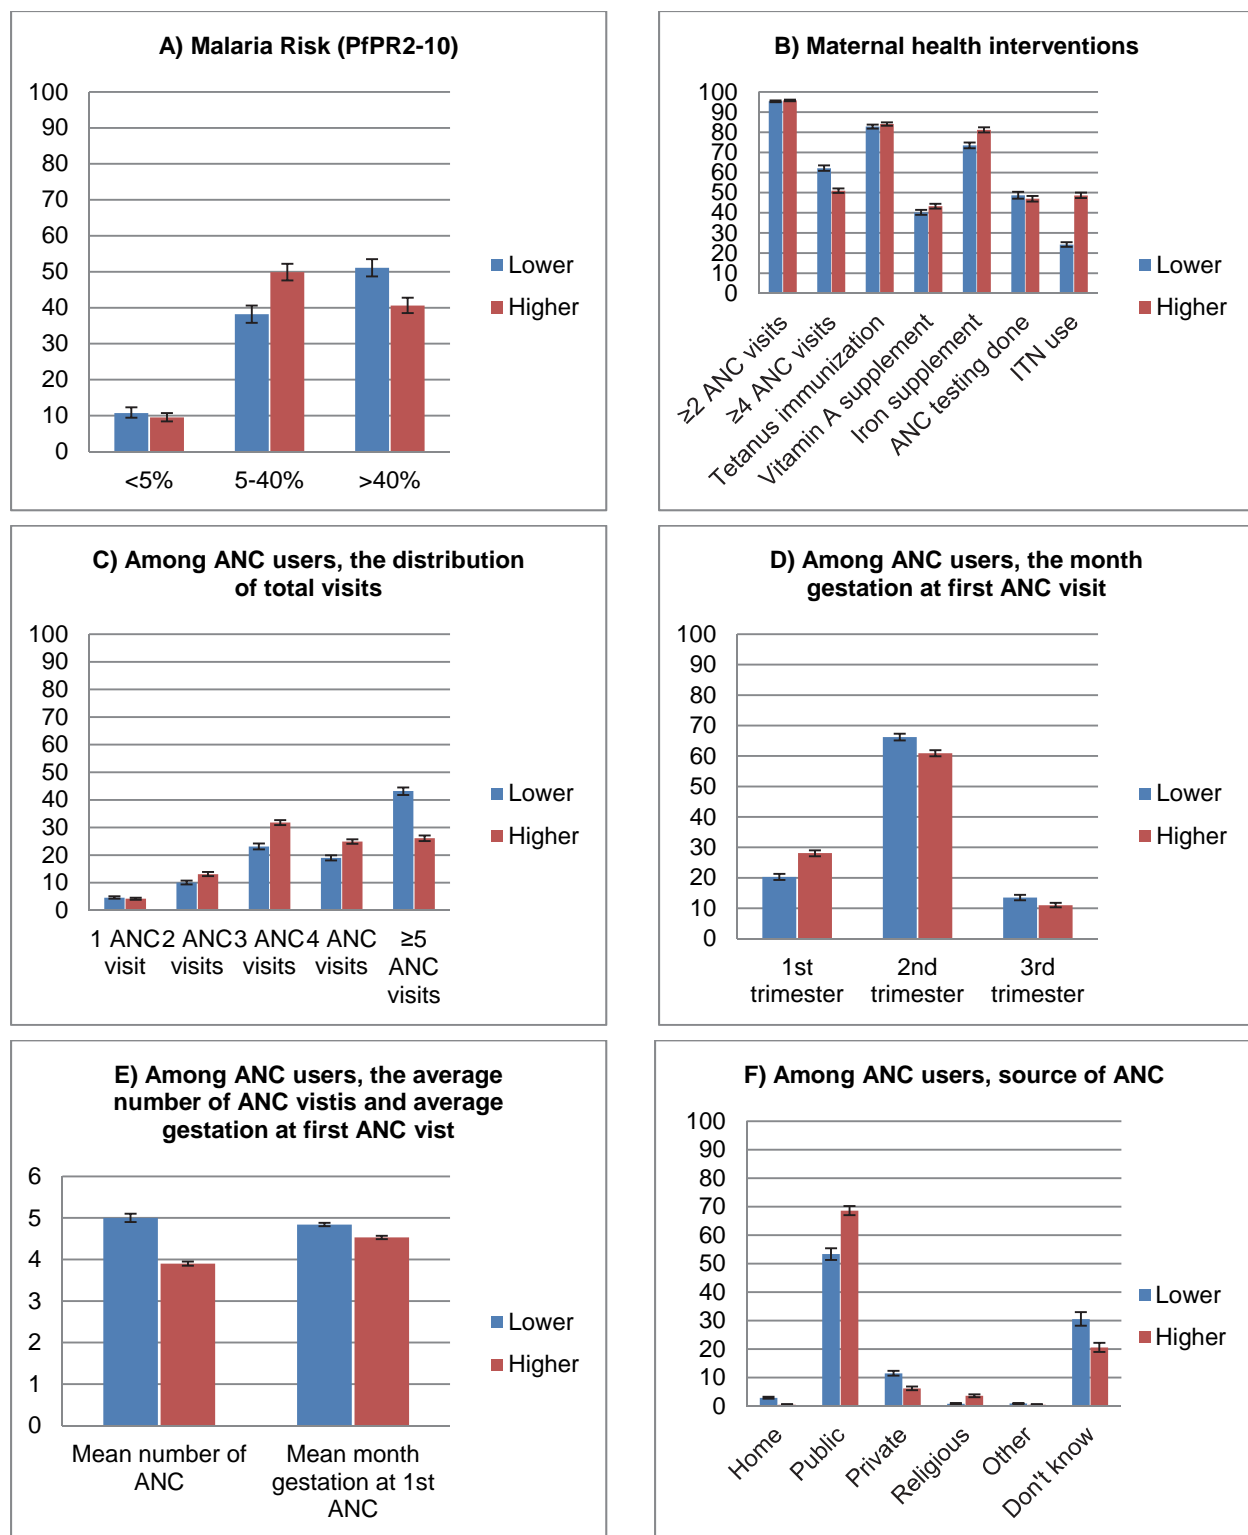 A) Malaria Risk (PfPR2-10)
100
90
80
70
60
50
40
30
20
10
0
<5%
5-40%
>40%
Lower
Higher
B) Maternal health interventions
100
90
80
70
60
50
40
30
20
10
0
≥2 ANC visits
≥4 ANC visits
Tetanus immunization
Vitamin A supplement
Iron supplement
ANC testing done
ITN use
Lower
Higher
C) Among ANC users, the distribution
of total visits
100
90
80
70
60
50
40
30
20
10
0
1 ANC
visit
2 ANC
visits
3 ANC
visits
4 ANC
visits
≥5
ANC
visits
Lower
Higher
D) Among ANC users, the month
gestation at first ANC visit
100
90
80
70
60
50
40
30
20
10
0
1st
trimester
2nd
trimester
3rd
trimester
Lower
Higher
E) Among ANC users, the average
number of ANC vistis and average
gestation at first ANC vist
6
5
4
3
2
1
0
Mean number of
ANC
Mean month
gestation at 1st
ANC
Lower
Higher
F) Among ANC users, source of ANC
100
90
80
70
60
50
40
30
20
10
0
Home
Public
Private
Religious
Other
Don't know
Lower
Higher